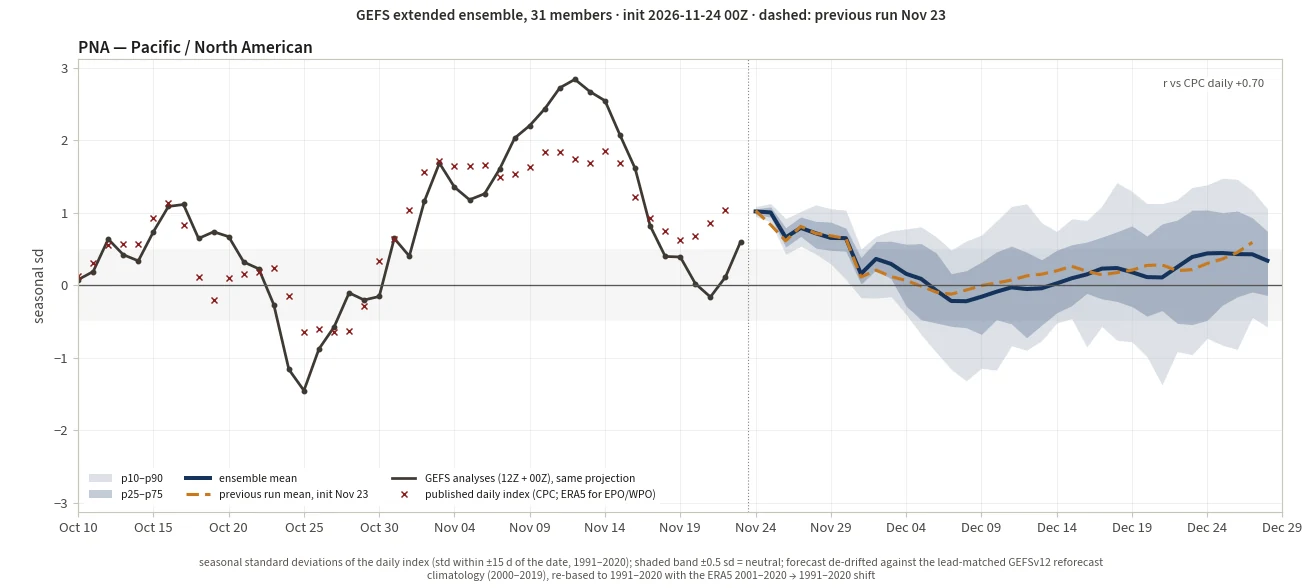 GEFS extended ensemble, 31 members · init 2026-11-24 00Z · dashed: previous run Nov 23
PNA — Pacific / North American
r vs CPC daily +0.70
seasonal sd
3
2
1
0
−1
−2
−3
p10–p90
ensemble mean
GEFS analyses (12Z + 00Z), same projection
p25–p75
previous run mean, init Nov 23
published daily index (CPC; ERA5 for EPO/WPO)
Oct 10 Oct 15 Oct 20 Oct 25 Oct 30 Nov 04 Nov 09 Nov 14 Nov 19 Nov 24 Nov 29 Dec 04 Dec 09 Dec 14 Dec 19 Dec 24 Dec 29
seasonal standard deviations of the daily index (std within ±15 d of the date, 1991–2020); shaded band ±0.5 sd = neutral; forecast de-drifted against the lead-matched GEFSv12 reforecast
climatology (2000–2019), re-based to 1991–2020 with the ERA5 2001–2020 → 1991–2020 shift